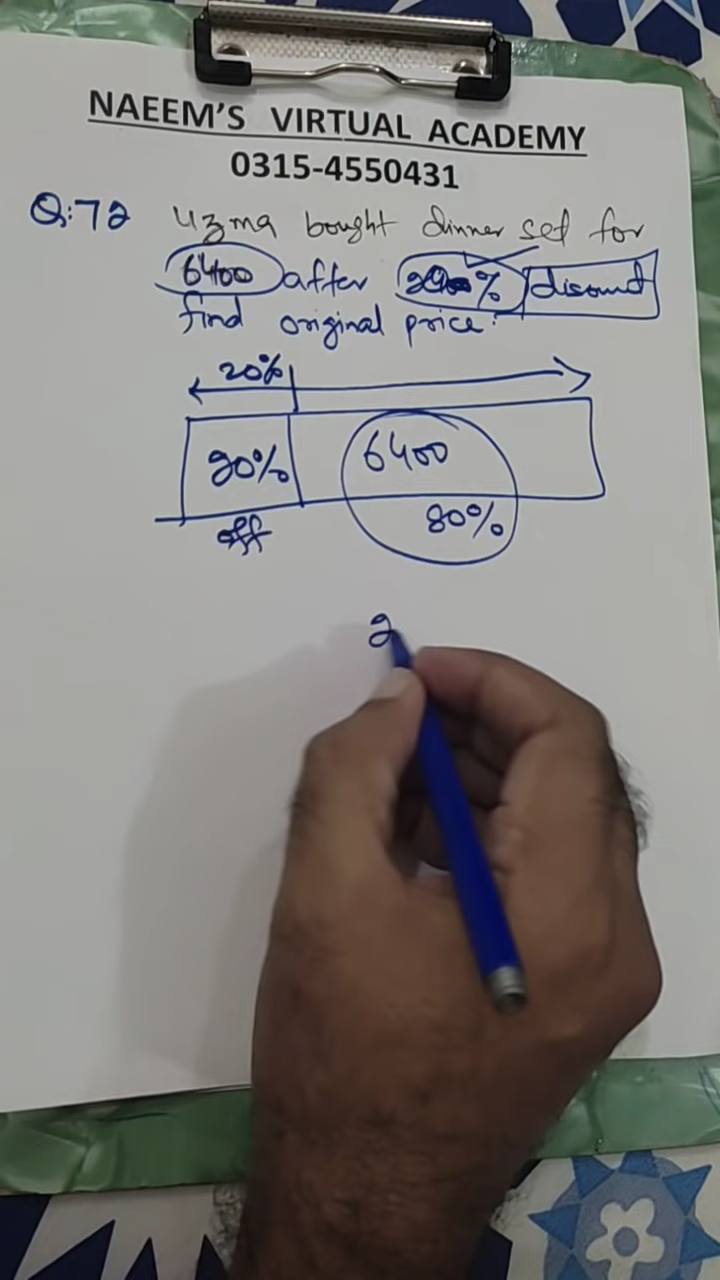 NAEEM'S VIRTUAL ACADEMY
0315-4550431
Q:72 Uzma bought dinner set for
6400 after 20% discount
find original price.
20%
20% 6400
off 80%
2